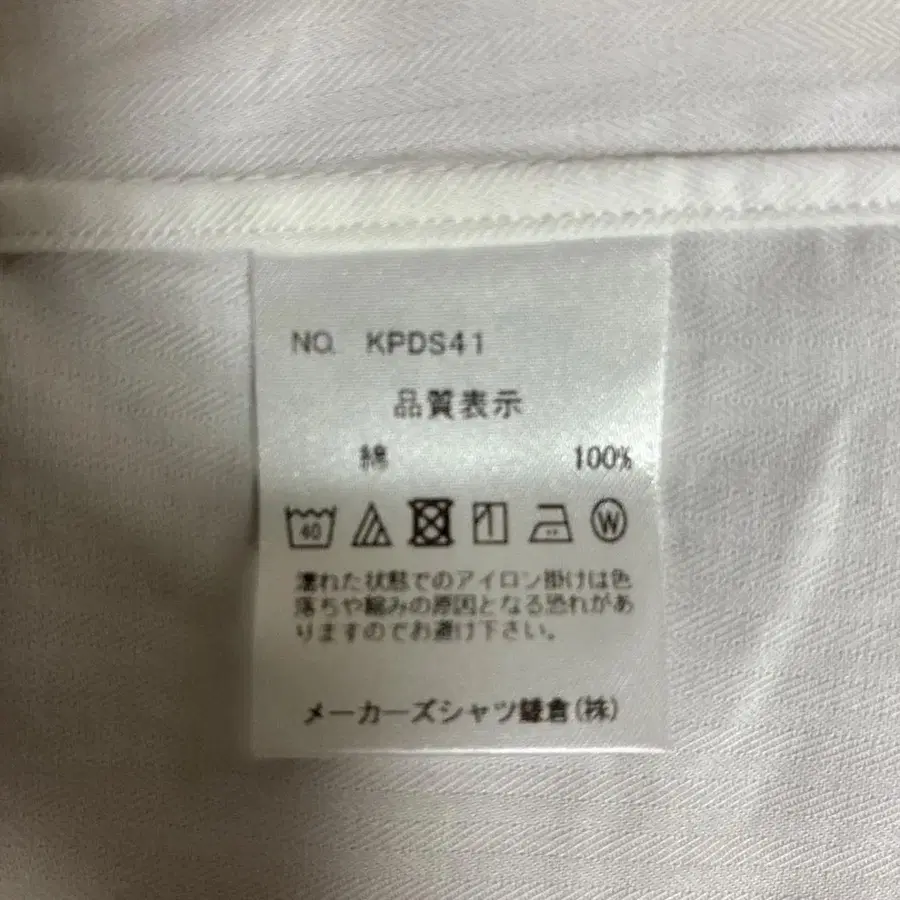 NO. KPDS41
品質表示
綿 100%
40 W
濡れた状態でのアイロン掛けは色
落ちや縮みの原因となる恐れがあ
りますのでお避け下さい。
メーカーズシャツ鎌倉(株)